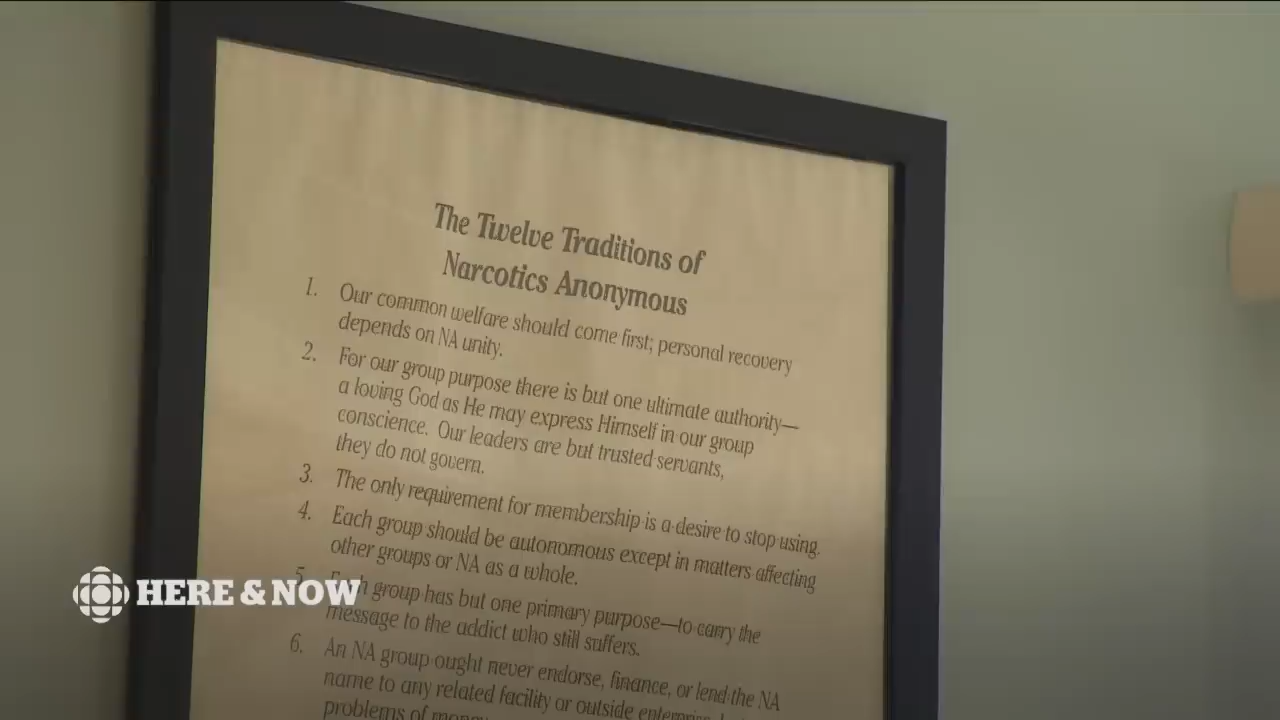 The Twelve Traditions of
Narcotics Anonymous
1. Our common welfare should come first; personal recovery
depends on NA unity.
2. For our group purpose there is but one ultimate authority—
a loving God as He may express Himself in our group
conscience. Our leaders are but trusted servants,
they do not govern.
3. The only requirement for membership is a desire to stop using.
4. Each group should be autonomous except in matters affecting
other groups or NA as a whole.
5. Each group has but one primary purpose—to carry the
message to the addict who still suffers.
6. An NA group ought never endorse, finance, or lend the NA
name to any related facility or outside
problems of
HERE & NOW